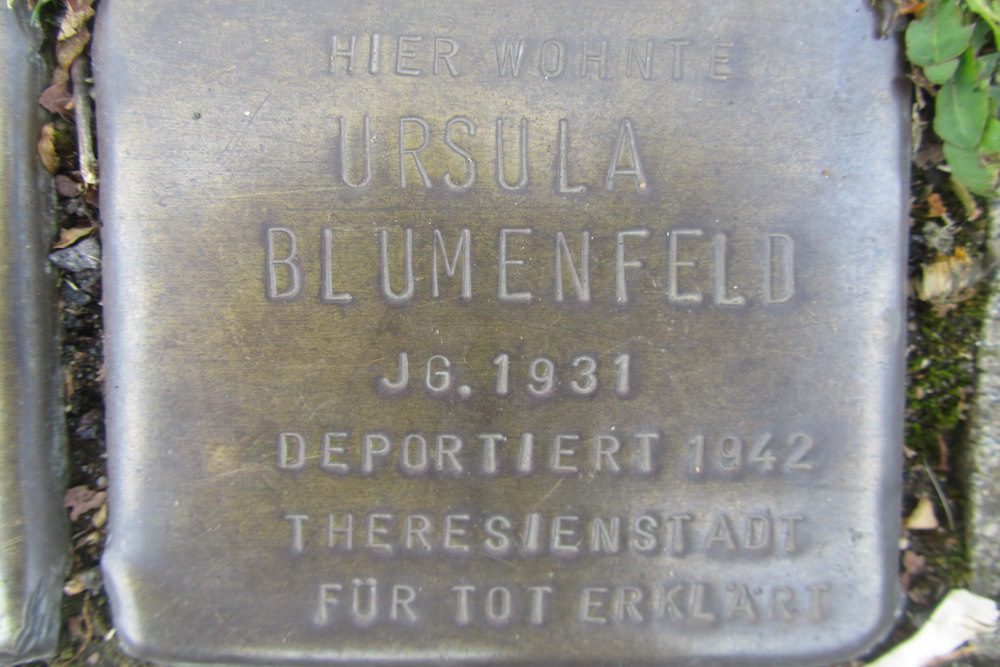 HIER WOHNTE
URSULA
BLUMENFELD
JG. 1931
DEPORTIERT 1942
THERESIENSTADT
FÜR TOT ERKLÄRT